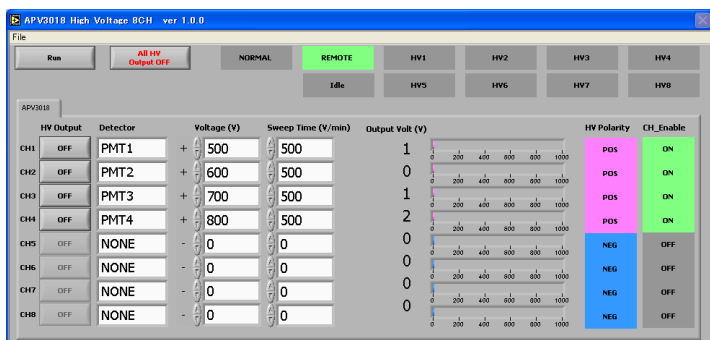 APV3018 High Voltage 8CH ver 1.0.0
File
Run All HV Output OFF NORMAL REMOTE HV1 HV2 HV3 HV4
Idle HV5 HV6 HV7 HV8
APV3018
HV Output Detector Voltage (V) Sweep Time (V/min) Output Volt (V) HV Polarity CH_Enable
CH1 OFF PMT1 + 500 500 1 0 200 400 600 800 1000 POS ON
CH2 OFF PMT2 + 600 500 0 0 200 400 600 800 1000 POS ON
CH3 OFF PMT3 + 700 500 1 0 200 400 600 800 1000 POS ON
CH4 OFF PMT4 + 800 500 2 0 200 400 600 800 1000 POS ON
CH5 OFF NONE - 0 0 0 0 200 400 600 800 1000 NEG OFF
CH6 OFF NONE - 0 0 0 0 200 400 600 800 1000 NEG OFF
CH7 OFF NONE - 0 0 0 0 200 400 600 800 1000 NEG OFF
CH8 OFF NONE - 0 0 0 0 200 400 600 800 1000 NEG OFF